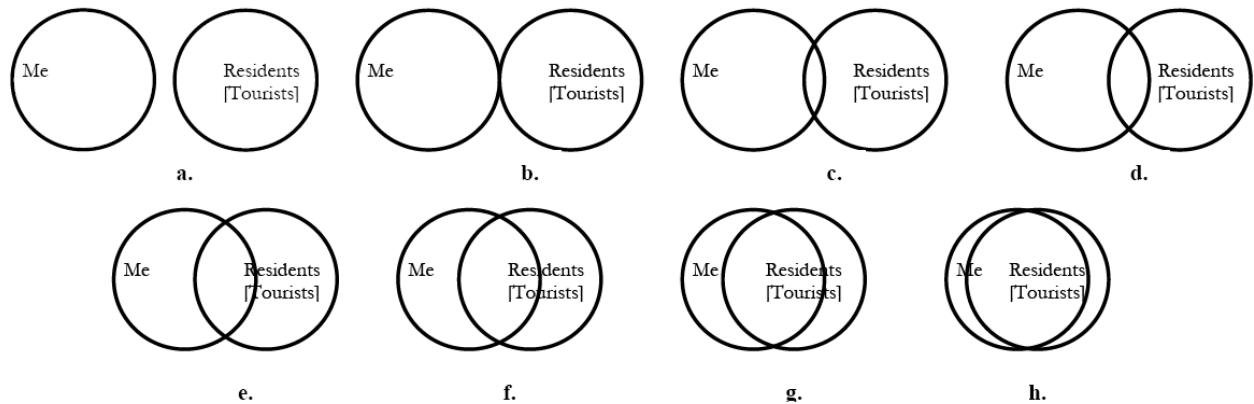 Me Residents
[Tourists]
Me Residents
[Tourists]
Me Residents
[Tourists]
Me Residents
[Tourists]
a. b. c. d.
Me Residents
[Tourists]
Me Residents
[Tourists]
Me Residents
[Tourists]
Me Residents
[Tourists]
e. f. g. h.